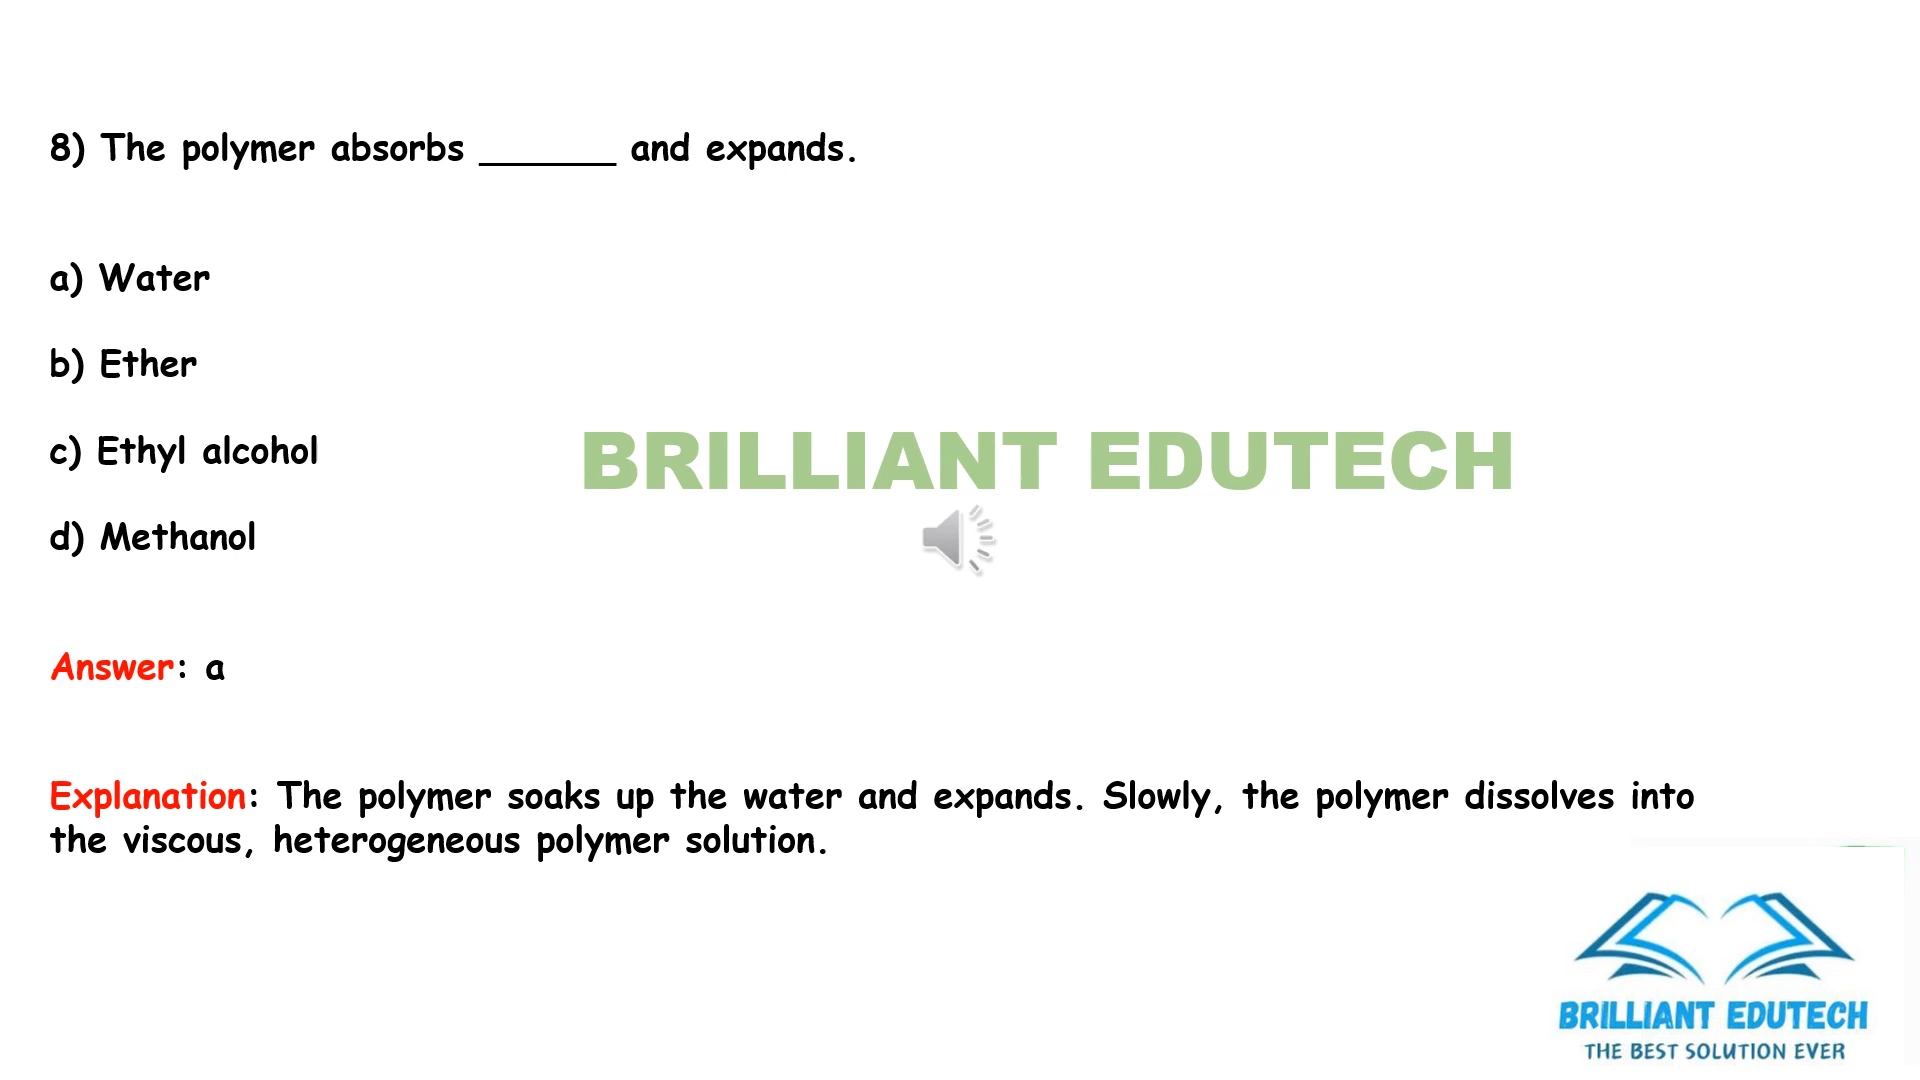 8) The polymer absorbs ______ and expands.
a) Water
b) Ether
c) Ethyl alcohol
d) Methanol
BRILLIANT EDUTECH
Answer: a
Explanation: The polymer soaks up the water and expands. Slowly, the polymer dissolves into
the viscous, heterogeneous polymer solution.
BRILLIANT EDUTECH
THE BEST SOLUTION EVER